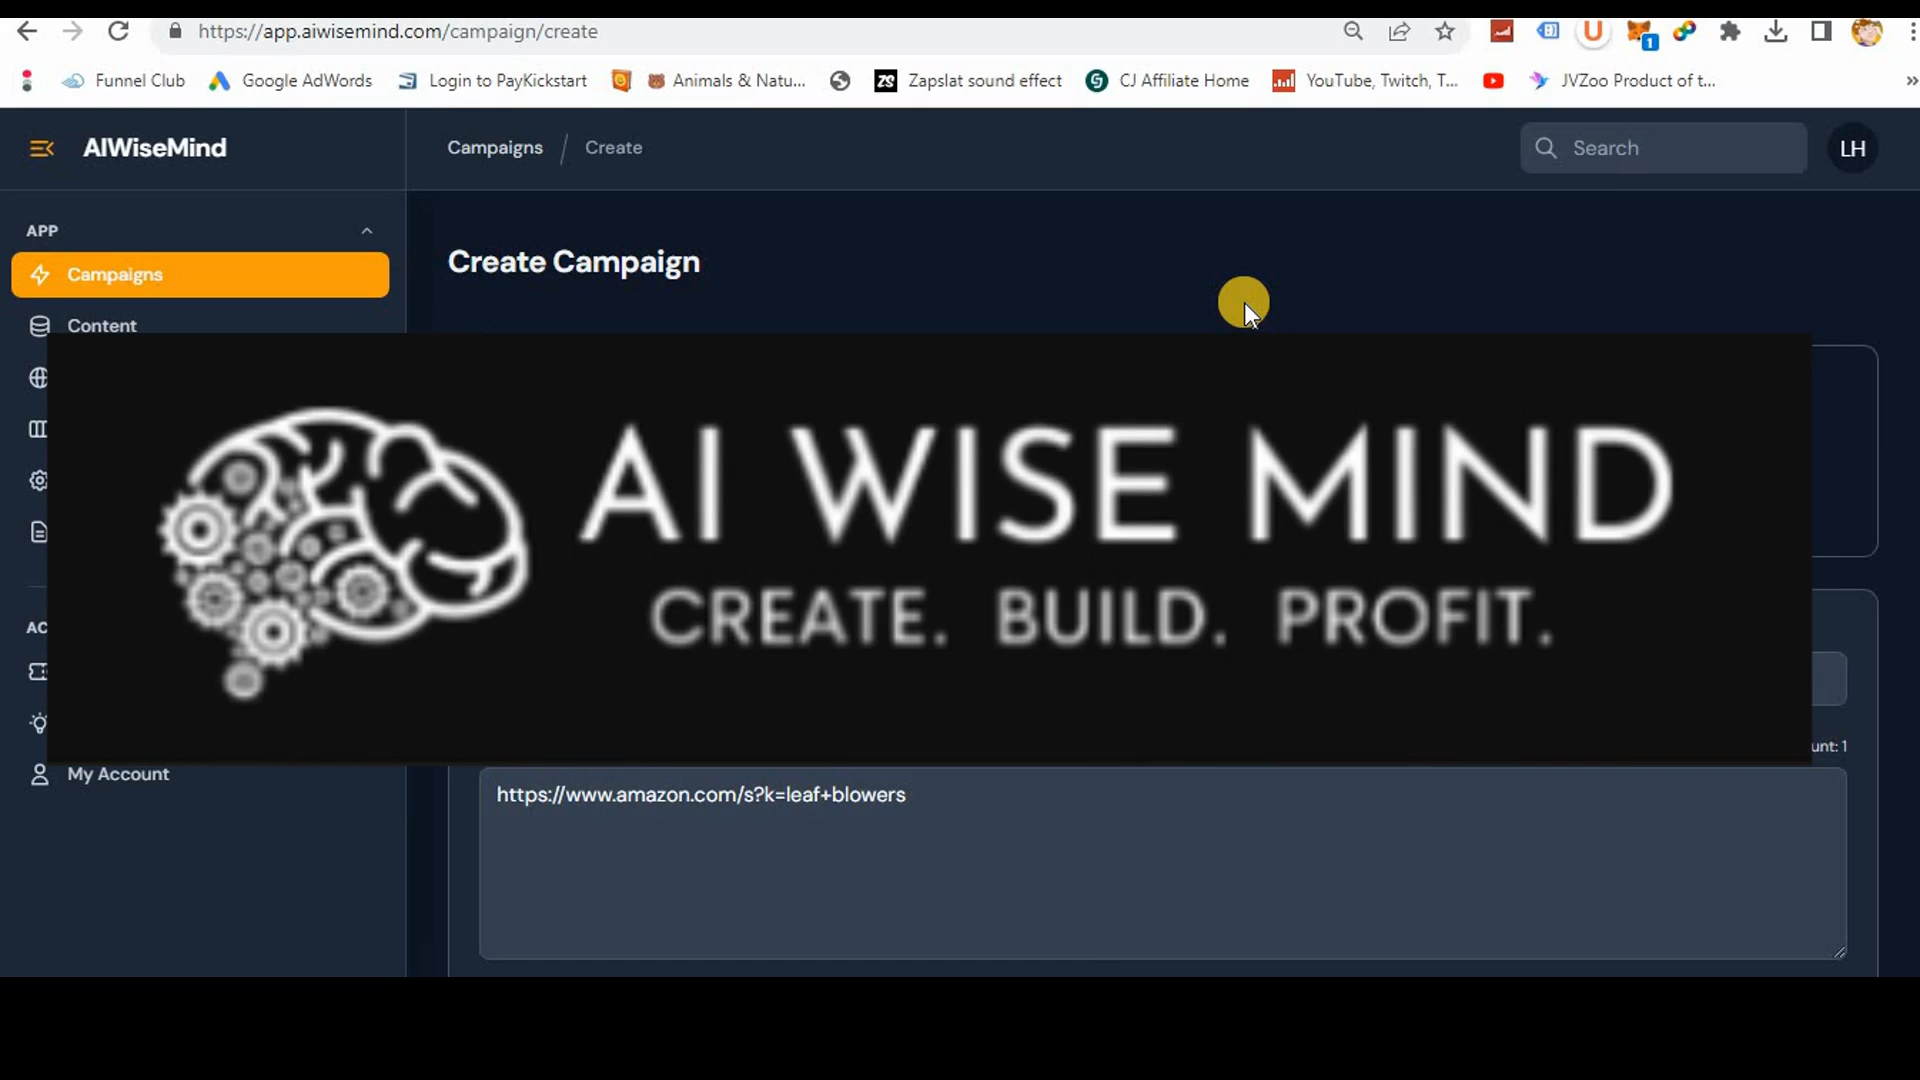 https://app.aiwisemind.com/campaign/create
1
Funnel Club
Google AdWords
Login to PayKickstart
Animals & Natu...
ZS
Zapslat sound effect
CJ Affiliate Home
YouTube, Twitch, T...
JVZoo Product of t...
»
AIWiseMind
Campaigns / Create
Search
LH
APP
Campaigns
Create Campaign
Content
AI WISE MIND
CREATE. BUILD. PROFIT.
AC
unt: 1
My Account
https://www.amazon.com/s?k=leaf+blowers